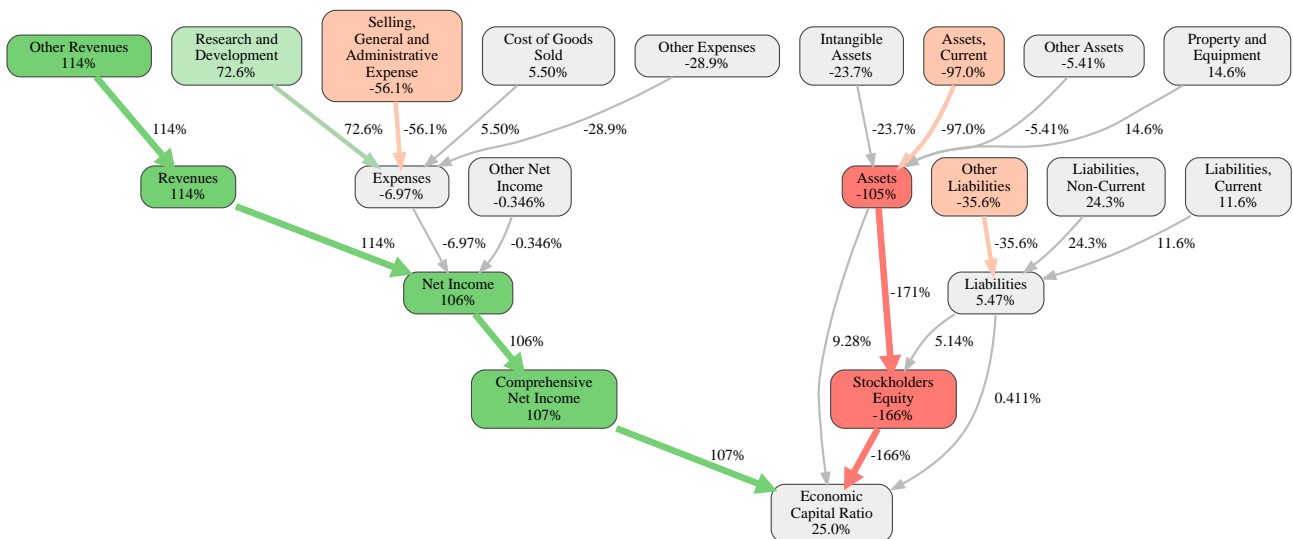 Other Revenues
114%
Research and
Development
72.6%
Selling,
General and
Administrative
Expense
-56.1%
Cost of Goods
Sold
5.50%
Other Expenses
-28.9%
Intangible
Assets
-23.7%
Assets,
Current
-97.0%
Other Assets
-5.41%
Property and
Equipment
14.6%
114%
72.6%
-56.1%
5.50%
-28.9%
-23.7%
-97.0%
-5.41%
14.6%
Revenues
114%
Expenses
-6.97%
Other Net
Income
-0.346%
Assets
-105%
Other
Liabilities
-35.6%
Liabilities,
Non-Current
24.3%
Liabilities,
Current
11.6%
114%
-6.97%
-0.346%
-35.6%
24.3%
11.6%
Net Income
106%
-171%
Liabilities
5.47%
106%
9.28%
5.14%
Comprehensive
Net Income
107%
Stockholders
Equity
-166%
0.411%
107%
-166%
Economic
Capital Ratio
25.0%